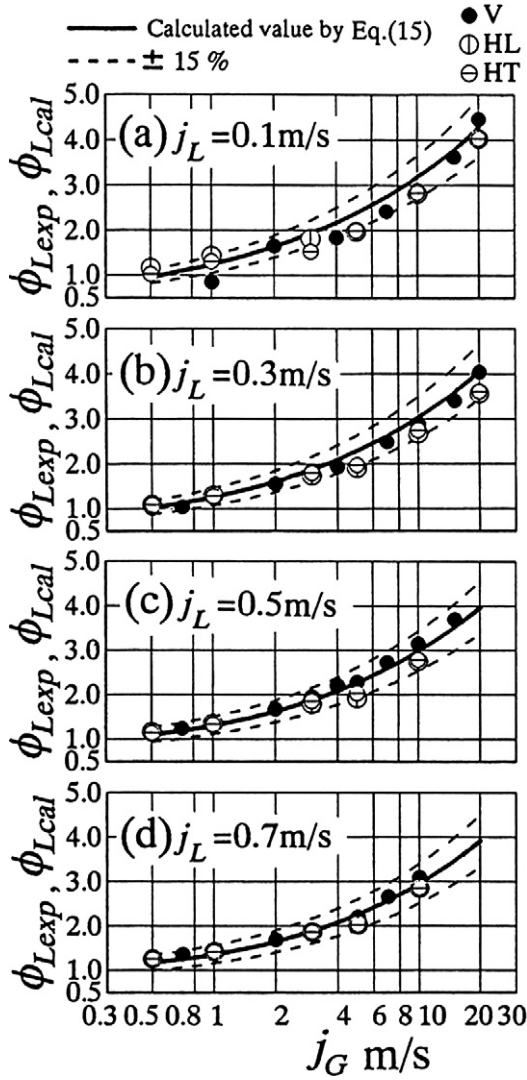 Calculated value by Eq.(15)
± 15 %
V
HL
HT
5.0
4.0
3.0
2.0
1.0
0.5
ϕLexp , ϕLcal
(a) jL =0.1m/s
5.0
4.0
3.0
2.0
1.0
0.5
ϕLexp , ϕLcal
(b) jL =0.3m/s
5.0
4.0
3.0
2.0
1.0
0.5
ϕLexp , ϕLcal
(c) jL =0.5m/s
5.0
4.0
3.0
2.0
1.0
0.5
ϕLexp , ϕLcal
(d) jL =0.7m/s
0.3 0.5 0.8 1 2 4 6 8 10 20 30
jG m/s